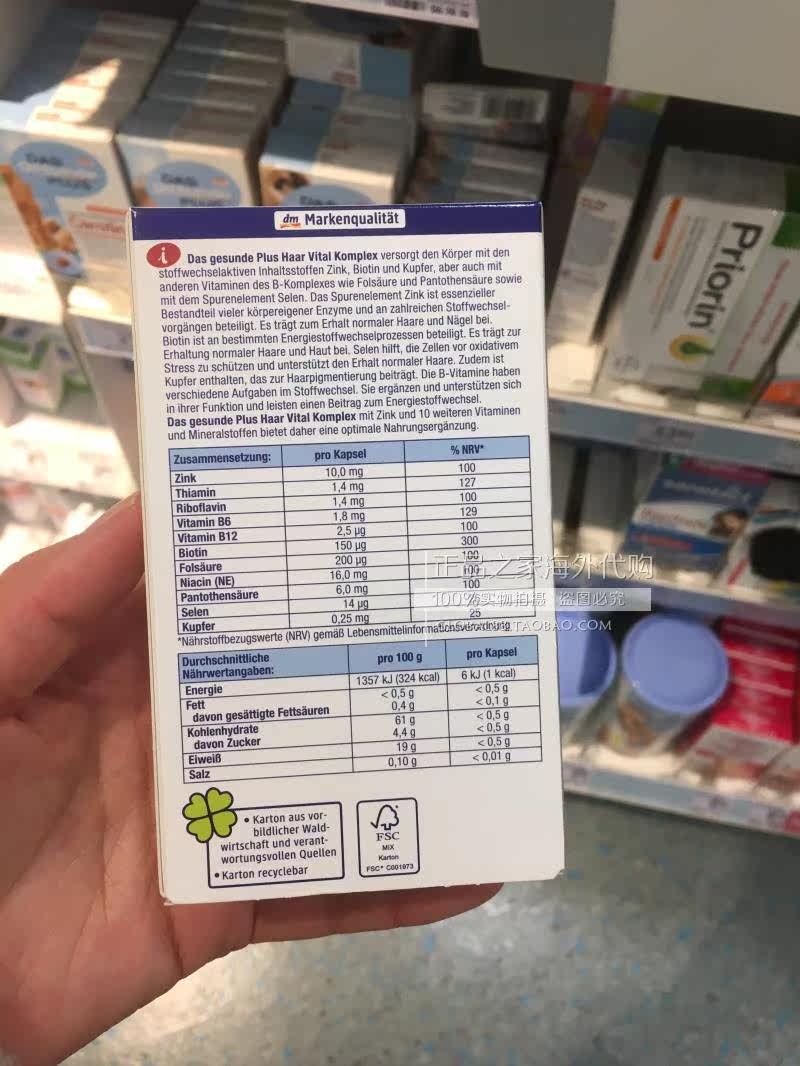 dm Markenqualität
i Das gesunde Plus Haar Vital Komplex versorgt den Körper mit den
stoffwechselaktiven Inhaltsstoffen Zink, Biotin und Kupfer, aber auch mit
anderen Vitaminen des B-Komplexes wie Folsäure und Pantothensäure sowie
mit dem Spurenelement Selen. Das Spurenelement Zink ist essenzieller
Bestandteil vieler körpereigener Enzyme und an zahlreichen Stoffwechsel-
vorgängen beteiligt. Es trägt zum Erhalt normaler Haare und Nägel bei.
Biotin ist an bestimmten Energiestoffwechselprozessen beteiligt. Es trägt zur
Erhaltung normaler Haare und Haut bei. Selen hilft, die Zellen vor oxidativem
Stress zu schützen und unterstützt den Erhalt normaler Haare. Zudem ist
Kupfer enthalten, das zur Haarpigmentierung beiträgt. Die B-Vitamine haben
verschiedene Aufgaben im Stoffwechsel. Sie ergänzen und unterstützen sich
in ihrer Funktion und leisten einen Beitrag zum Energiestoffwechsel.
Das gesunde Plus Haar Vital Komplex mit Zink und 10 weiteren Vitaminen
und Mineralstoffen bietet daher eine optimale Nahrungsergänzung.
Zusammensetzung: pro Kapsel % NRV*
Zink 10,0 mg 100
Thiamin 1,4 mg 127
Riboflavin 1,4 mg 100
Vitamin B6 1,8 mg 129
Vitamin B12 2,5 µg 100
Biotin 150 µg 300
Folsäure 200 µg 100
Niacin (NE) 16,0 mg 100
Pantothensäure 6,0 mg 100
Selen 14 µg
Kupfer 0,25 mg 25
*Nährstoffbezugswerte (NRV) gemäß Lebensmittelinformationsverordnung
Durchschnittliche
Nährwertangaben: pro 100 g pro Kapsel
Energie 1357 kJ (324 kcal) 6 kJ (1 kcal)
Fett < 0,5 g < 0,5 g
davon gesättigte Fettsäuren 0,4 g < 0,1 g
Kohlenhydrate 61 g < 0,5 g
davon Zucker 4,4 g < 0,5 g
Eiweiß 19 g < 0,5 g
Salz 0,10 g < 0,01 g
• Karton aus vor-
bildlicher Wald-
wirtschaft und verant-
wortungsvollen Quellen
• Karton recyclebar
FSC
MIX
Karton
FSC® C001973
Priorin
正品之家海外代购
100%实物拍摄 盗图必究
TAOBAO.COM
DAS
PLUS
DAS